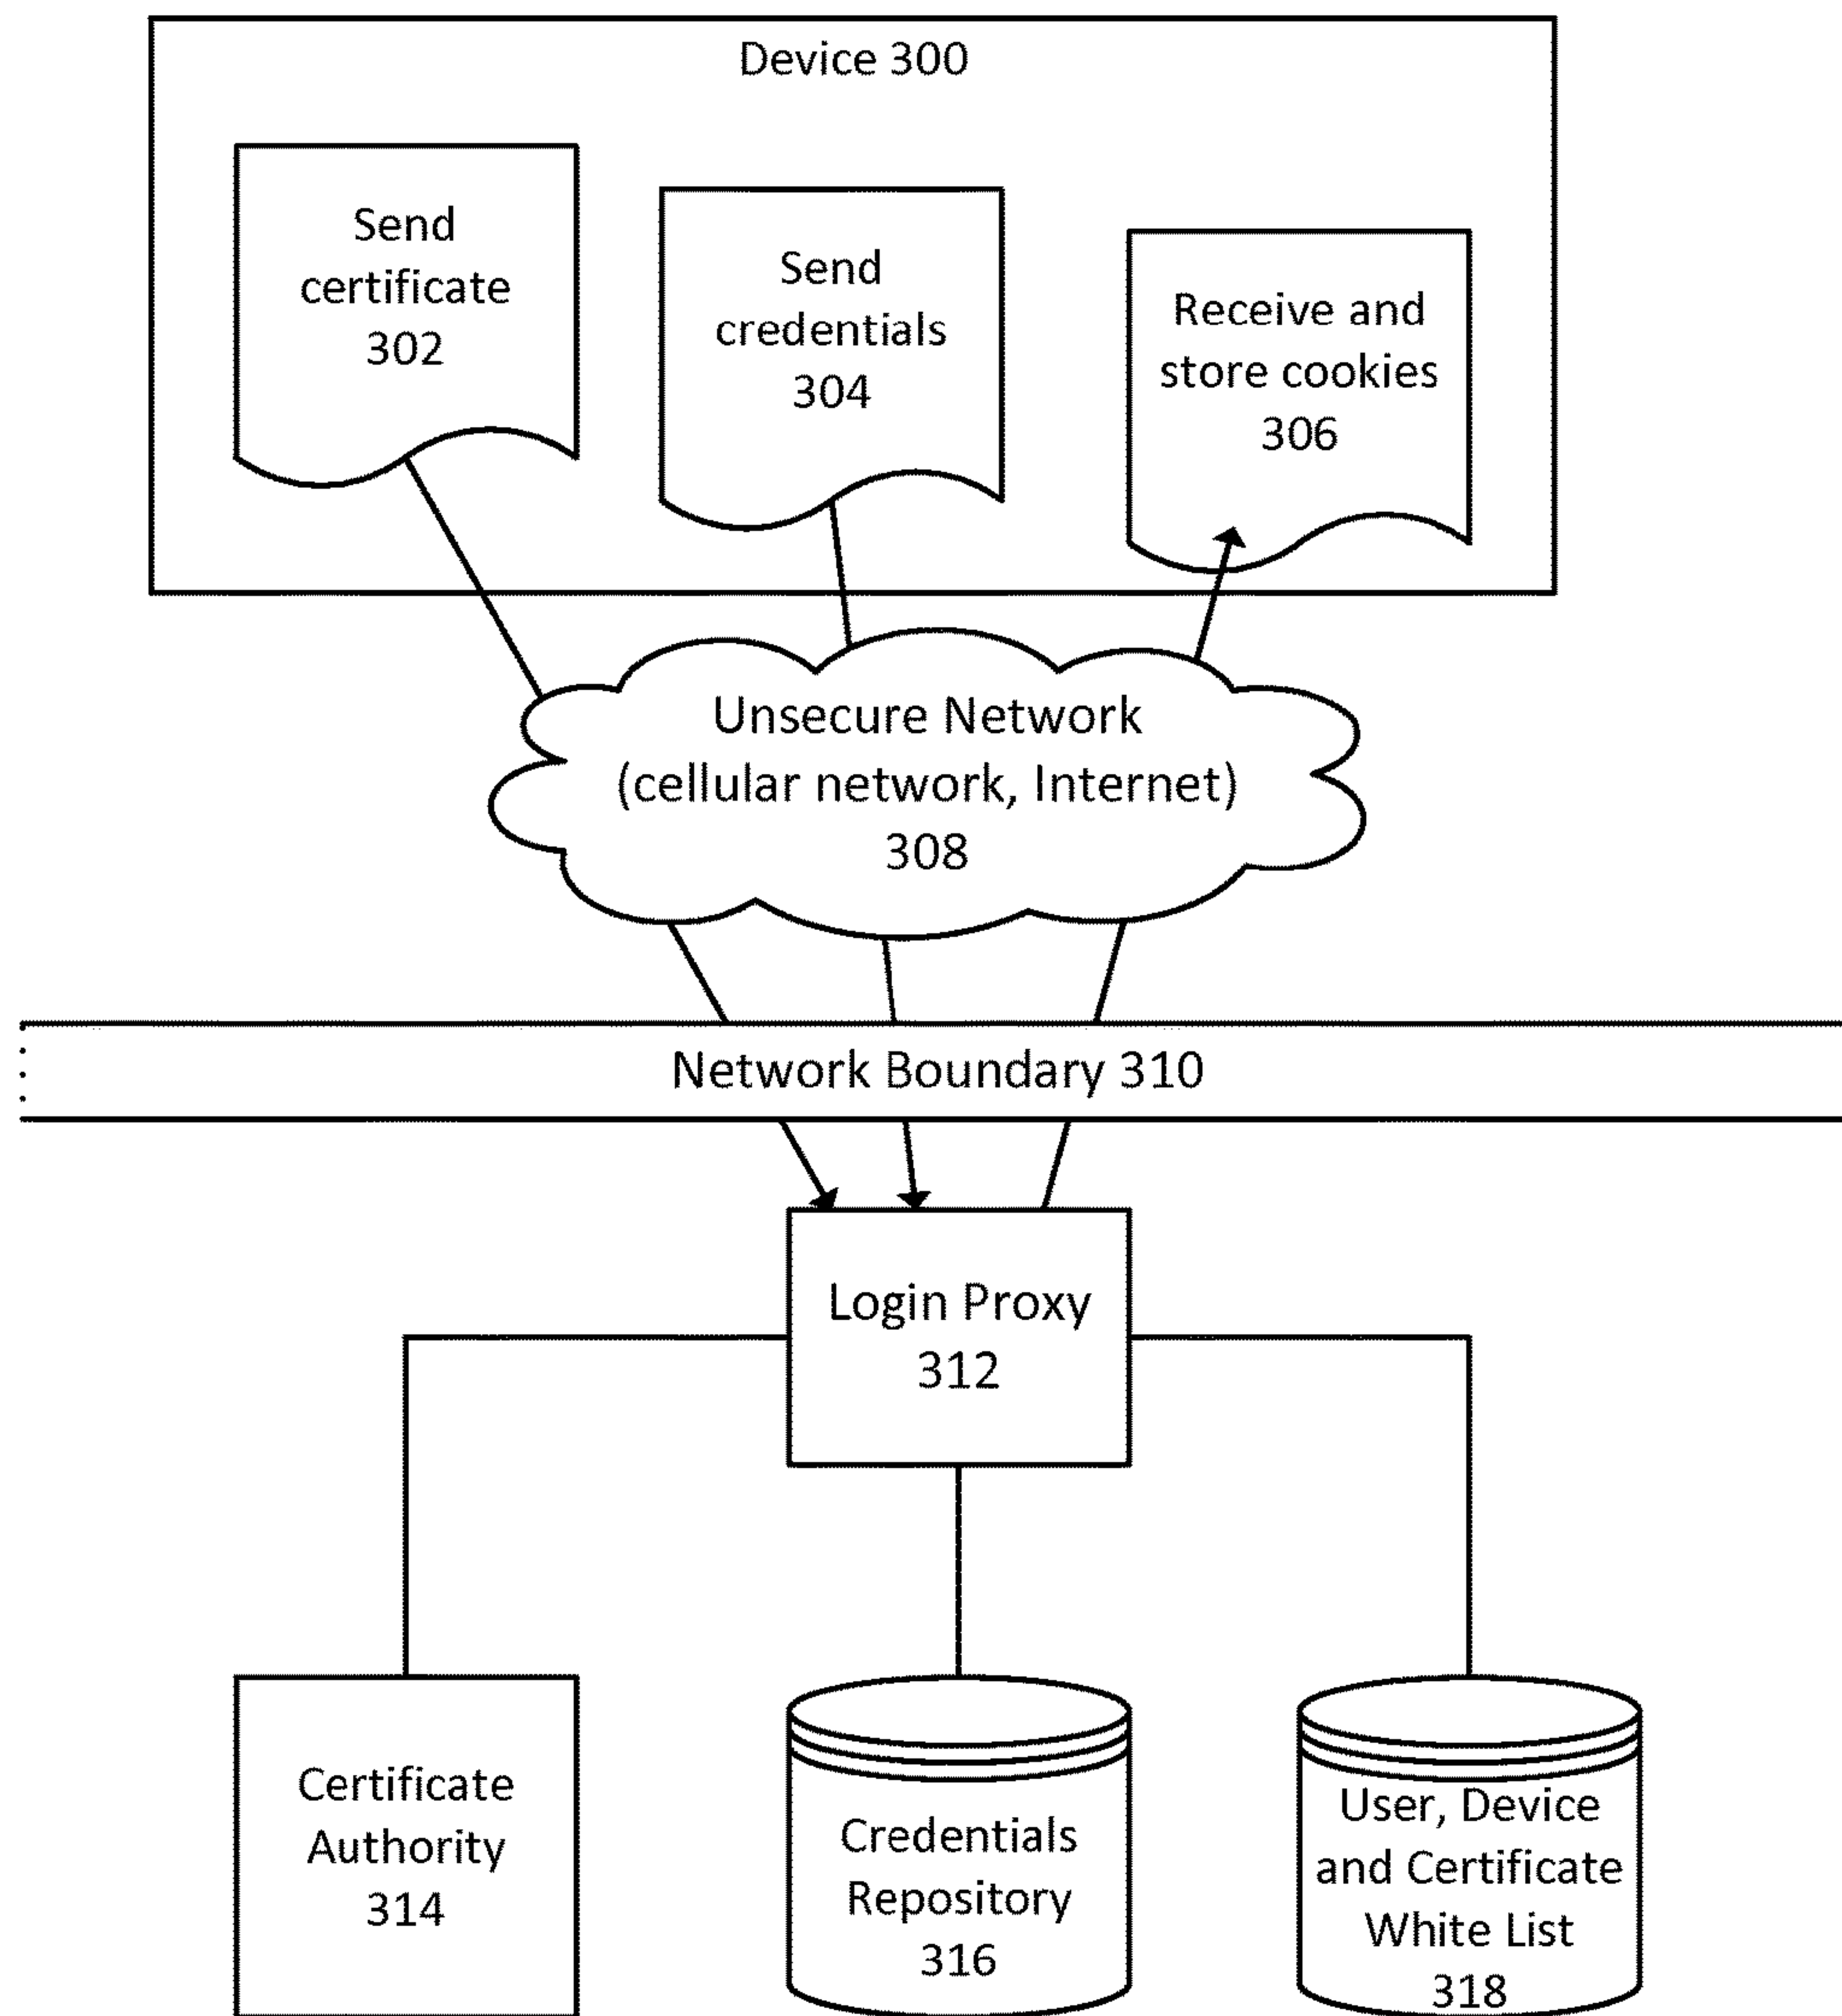 Device 300
Send
certificate
302
Send
credentials
304
Receive and
store cookies
306
Unsecure Network
(cellular network, Internet)
308
Network Boundary 310
Login Proxy
312
Certificate
Authority
314
Credentials
Repository
316
User, Device
and Certificate
White List
318